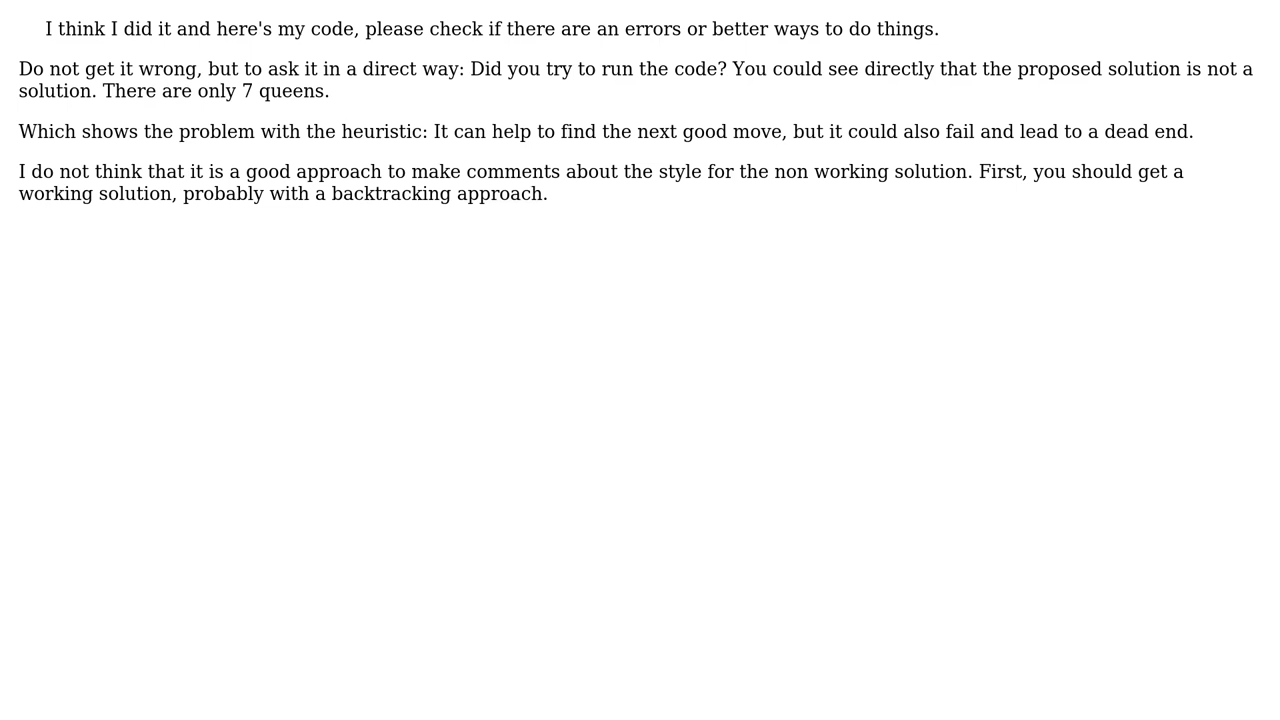 I think I did it and here's my code, please check if there are an errors or better ways to do things.
Do not get it wrong, but to ask it in a direct way: Did you try to run the code? You could see directly that the proposed solution is not a
solution. There are only 7 queens.
Which shows the problem with the heuristic: It can help to find the next good move, but it could also fail and lead to a dead end.
I do not think that it is a good approach to make comments about the style for the non working solution. First, you should get a
working solution, probably with a backtracking approach.